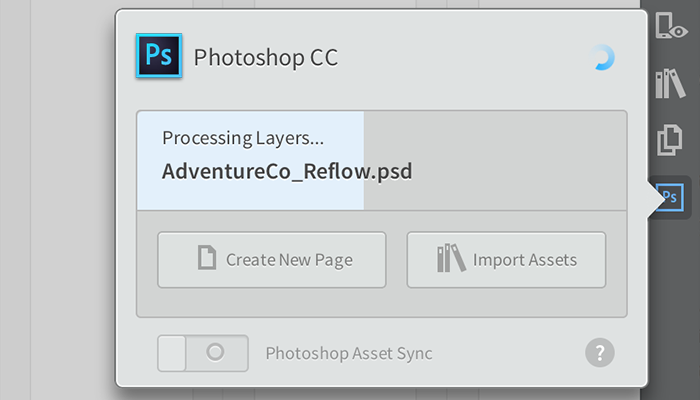 Ps
Photoshop CC
Processing Layers...
AdventureCo_Reflow.psd
Ps
Create New Page
Import Assets
Photoshop Asset Sync
?